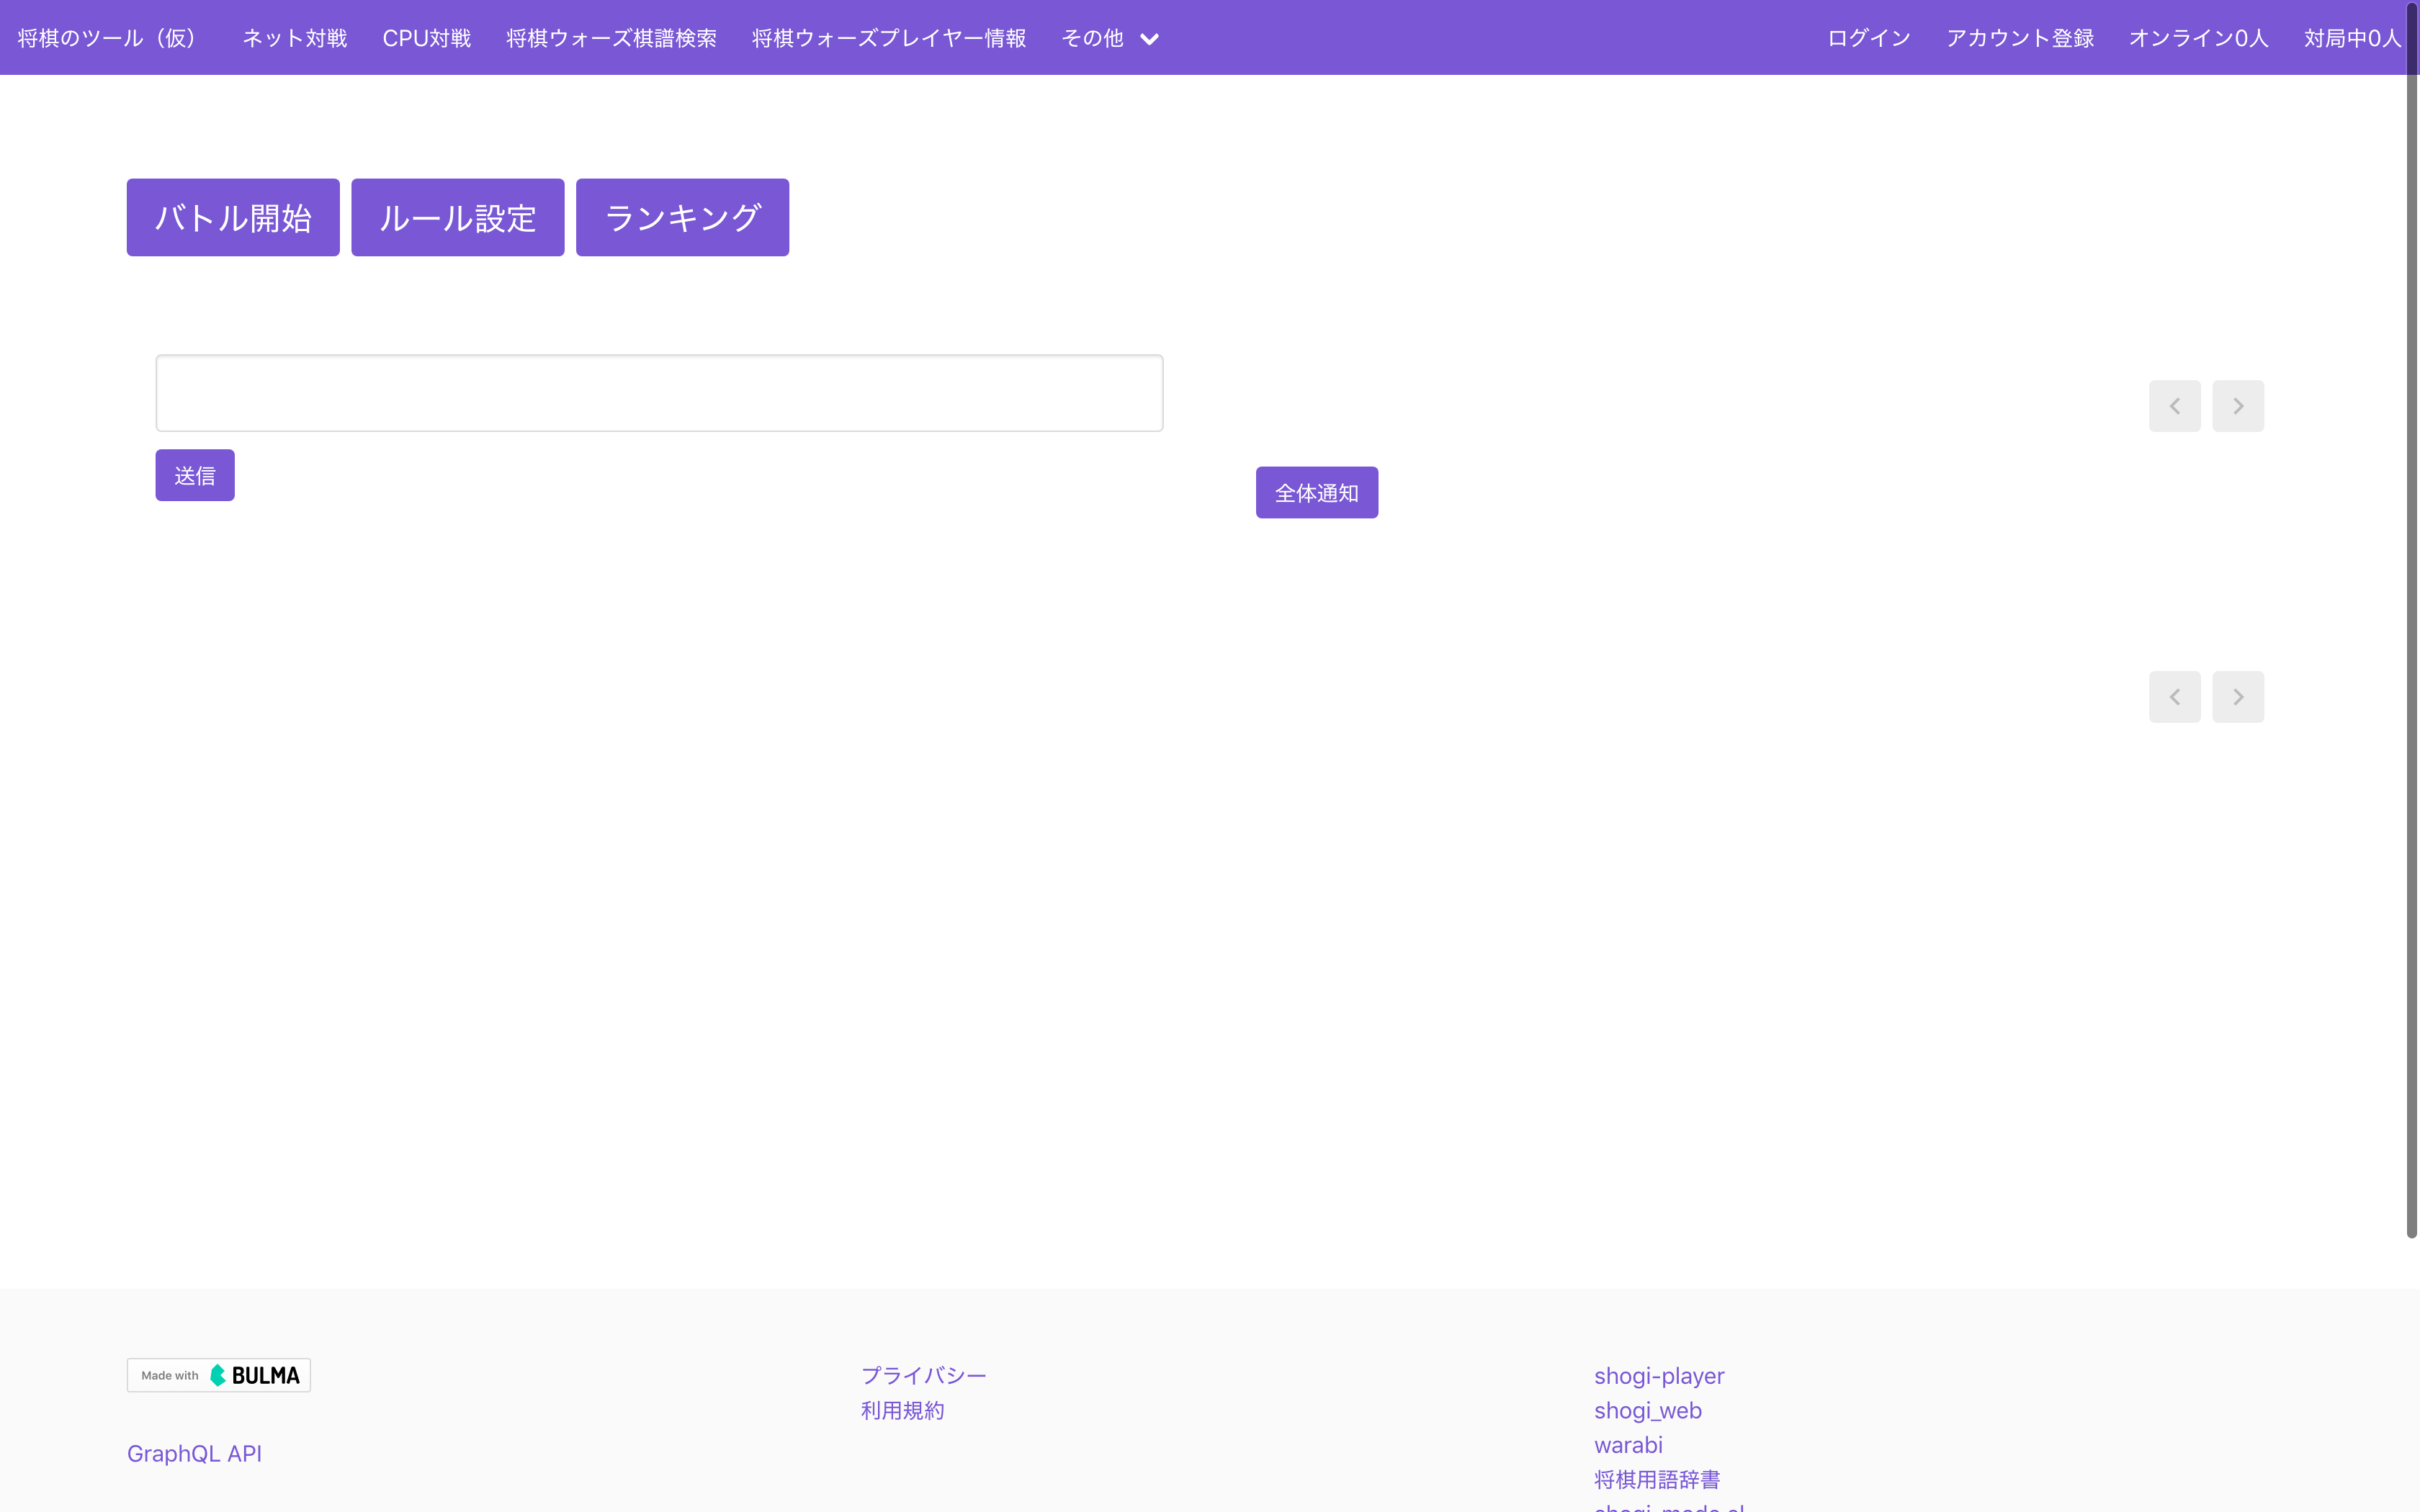 将棋のツール（仮） ネット対戦 CPU対戦 将棋ウォーズ棋譜検索 将棋ウォーズプレイヤー情報 その他 ログイン アカウント登録 オンライン0人 対局中0人
バトル開始 ルール設定 ランキング
送信
全体通知
Made with BULMA
GraphQL API
プライバシー
利用規約
shogi-player
shogi_web
warabi
将棋用語辞書